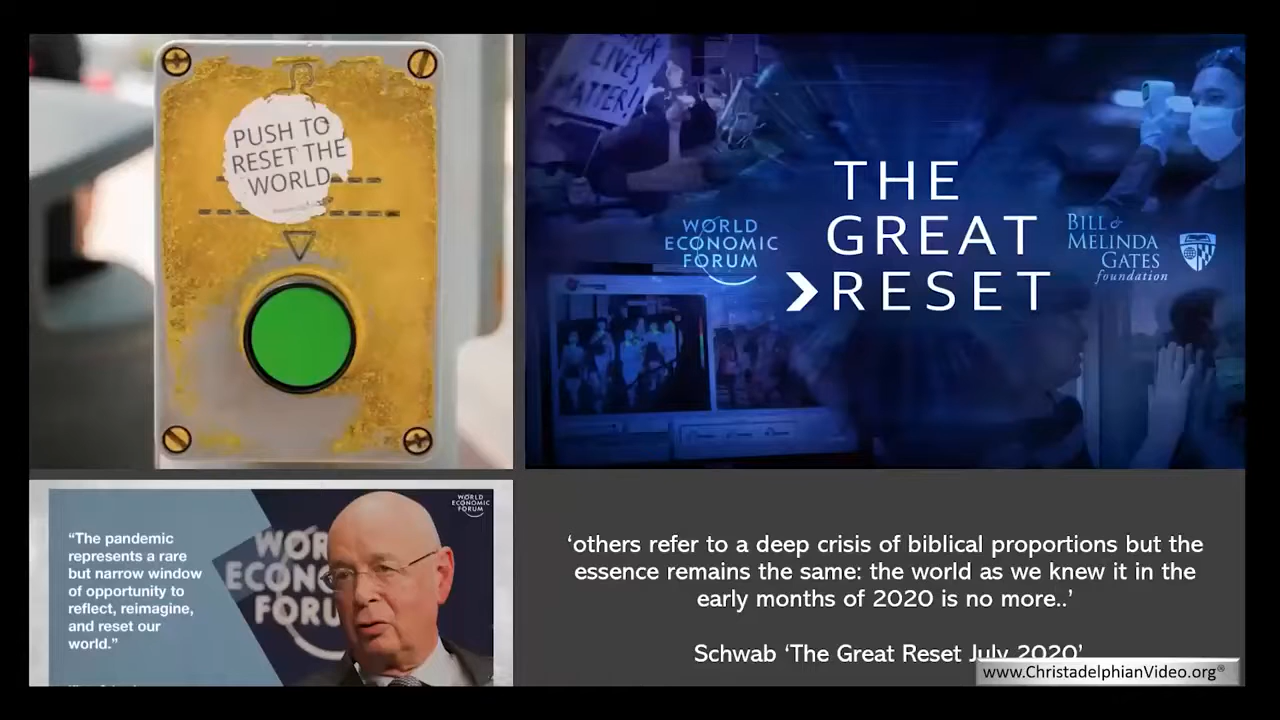 PUSH TO
RESET THE
WORLD
BLACK
LIVES
MATTER!
THE
GREAT
RESET
WORLD
ECONOMIC
FORUM
BILL &
MELINDA
GATES
foundation
WORLD
ECONOMIC
FORUM
“The pandemic
represents a rare
but narrow window
of opportunity to
reflect, reimagine,
and reset our
world.”
WOR
ECONO
FORU
‘others refer to a deep crisis of biblical proportions but the
essence remains the same: the world as we knew it in the
early months of 2020 is no more..’
Schwab ‘The Great Reset July 2020’
www.ChristadelphianVideo.org®